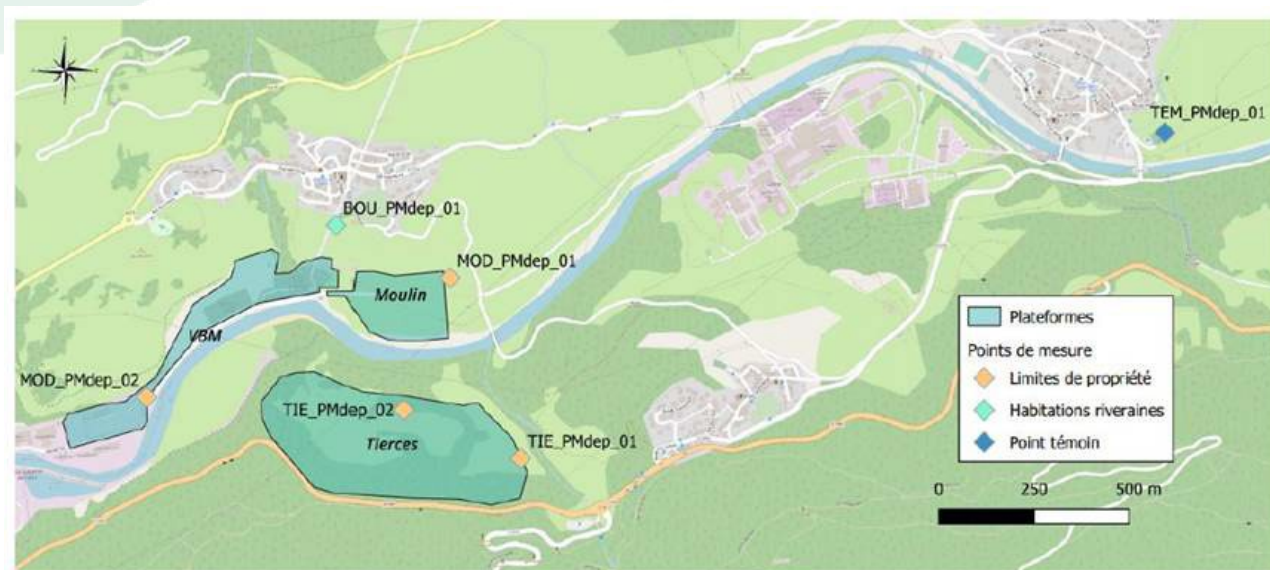 TEM_PMdep_01
BOU_PMdep_01
MOD_PMdep_01
Moulin
VBM
MOD_PMdep_02
TIE_PMdep_02
Tierces
TIE_PMdep_01
Plateformes
Points de mesure
Limites de propriété
Habitations riveraines
Point témoin
0 250 500 m